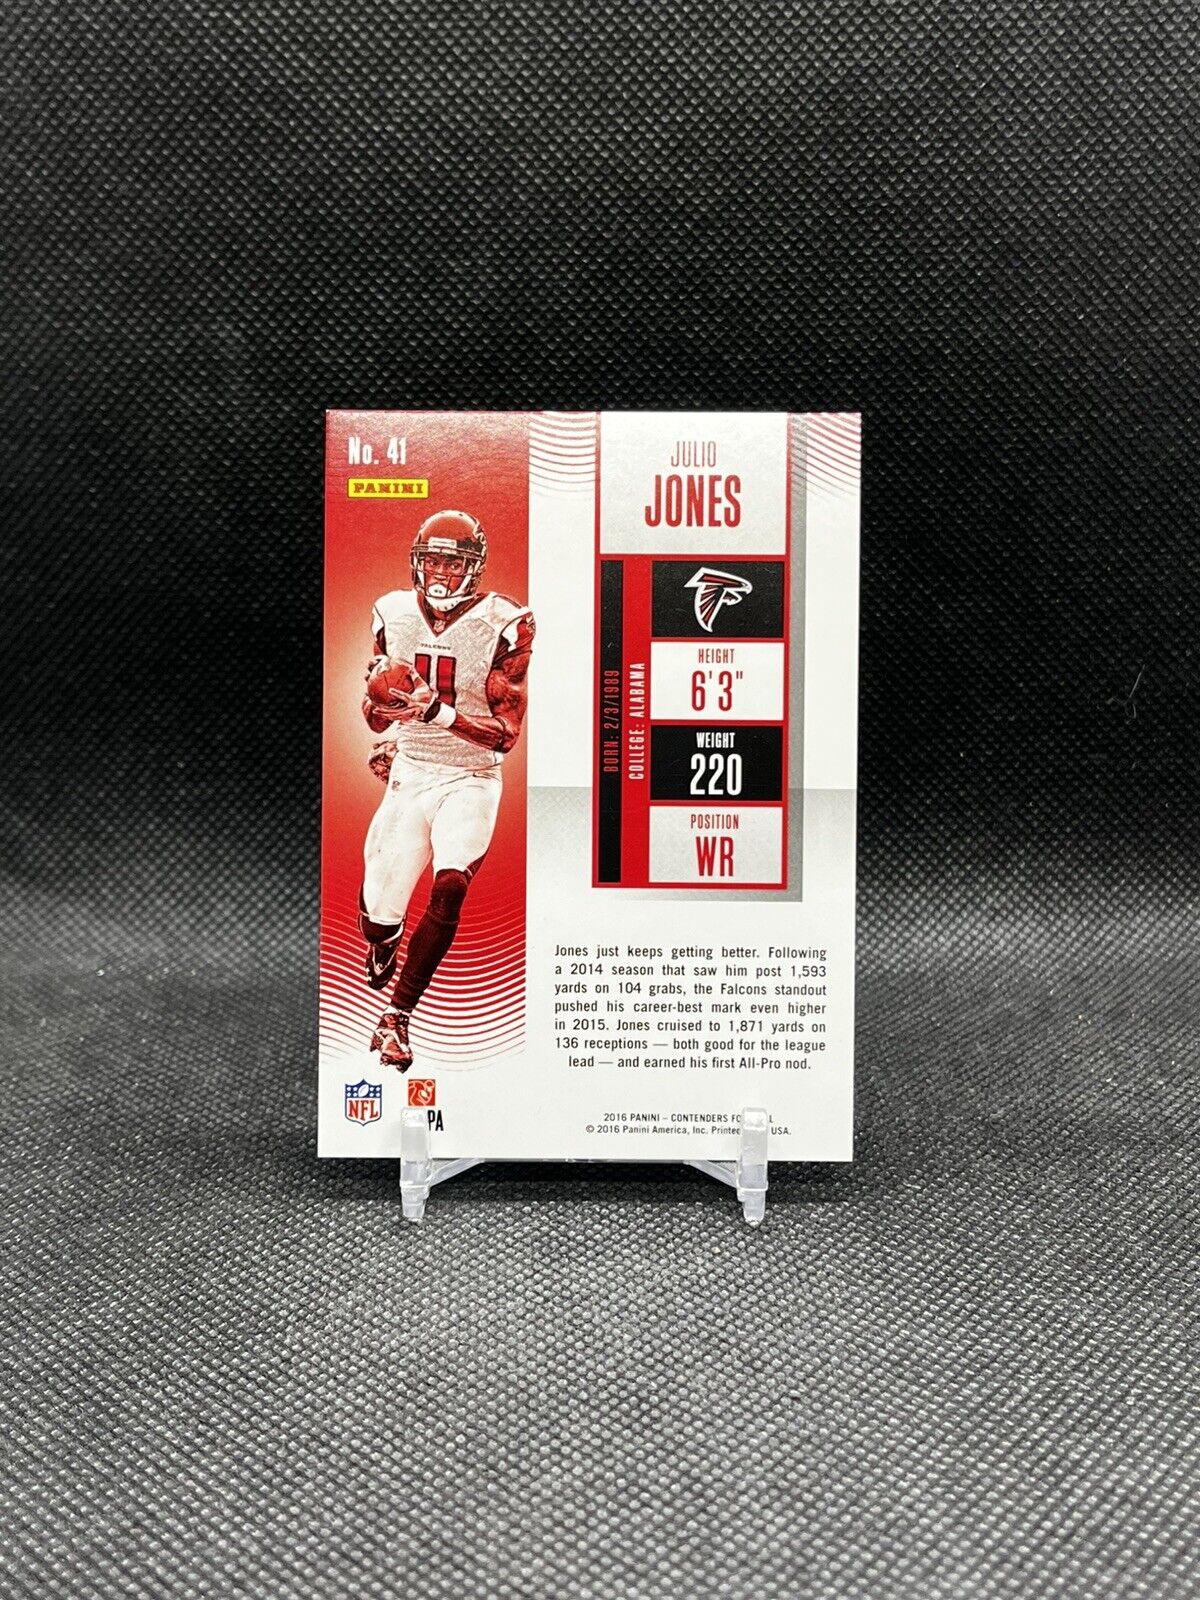 No. 41
PANINI
FALCONS
11
JULIO
JONES
BORN: 2/3/1989
COLLEGE: ALABAMA
HEIGHT
6'3"
WEIGHT
220
POSITION
WR
Jones just keeps getting better. Following
a 2014 season that saw him post 1,593
yards on 104 grabs, the Falcons standout
pushed his career-best mark even higher
in 2015. Jones cruised to 1,871 yards on
136 receptions — both good for the league
lead — and earned his first All-Pro nod.
NFL
PA
2016 PANINI – CONTENDERS FO L
© 2016 Panini America, Inc. Printed USA.